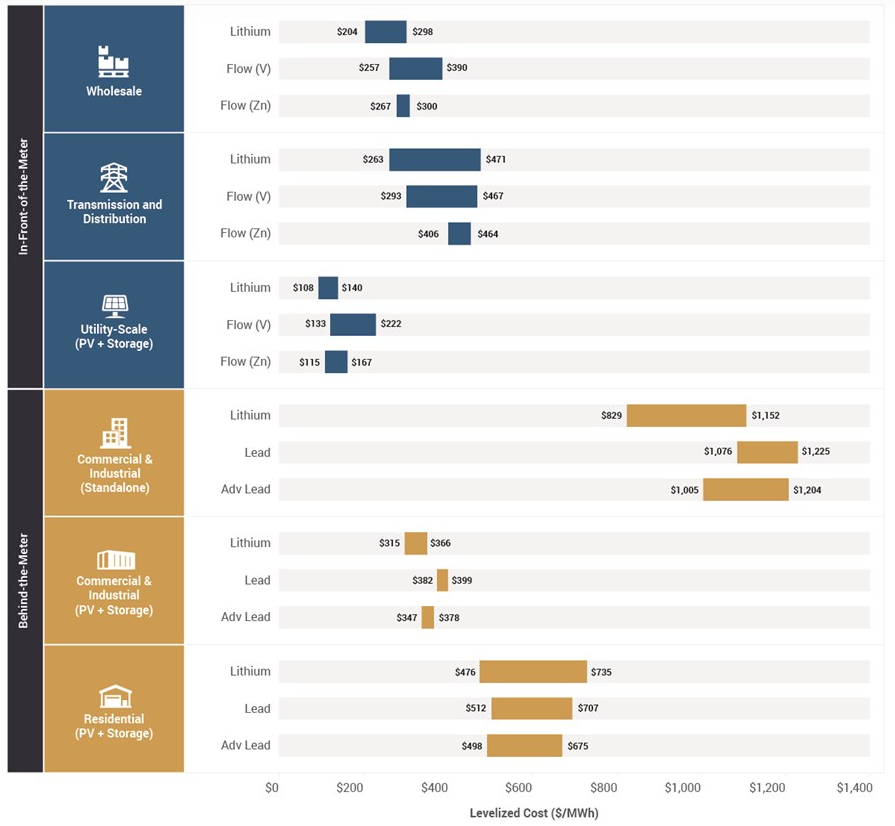 In-Front-of-the-Meter
Wholesale
Lithium $204 $298
Flow (V) $257 $390
Flow (Zn) $267 $300
Transmission and
Distribution
Lithium $263 $471
Flow (V) $293 $467
Flow (Zn) $406 $464
Utility-Scale
(PV + Storage)
Lithium $108 $140
Flow (V) $133 $222
Flow (Zn) $115 $167
Behind-the-Meter
Commercial &
Industrial
(Standalone)
Lithium $829 $1,152
Lead $1,076 $1,225
Adv Lead $1,005 $1,204
Commercial &
Industrial
(PV + Storage)
Lithium $315 $366
Lead $382 $399
Adv Lead $347 $378
Residential
(PV + Storage)
Lithium $476 $735
Lead $512 $707
Adv Lead $498 $675
$0 $200 $400 $600 $800 $1,000 $1,200 $1,400
Levelized Cost ($/MWh)